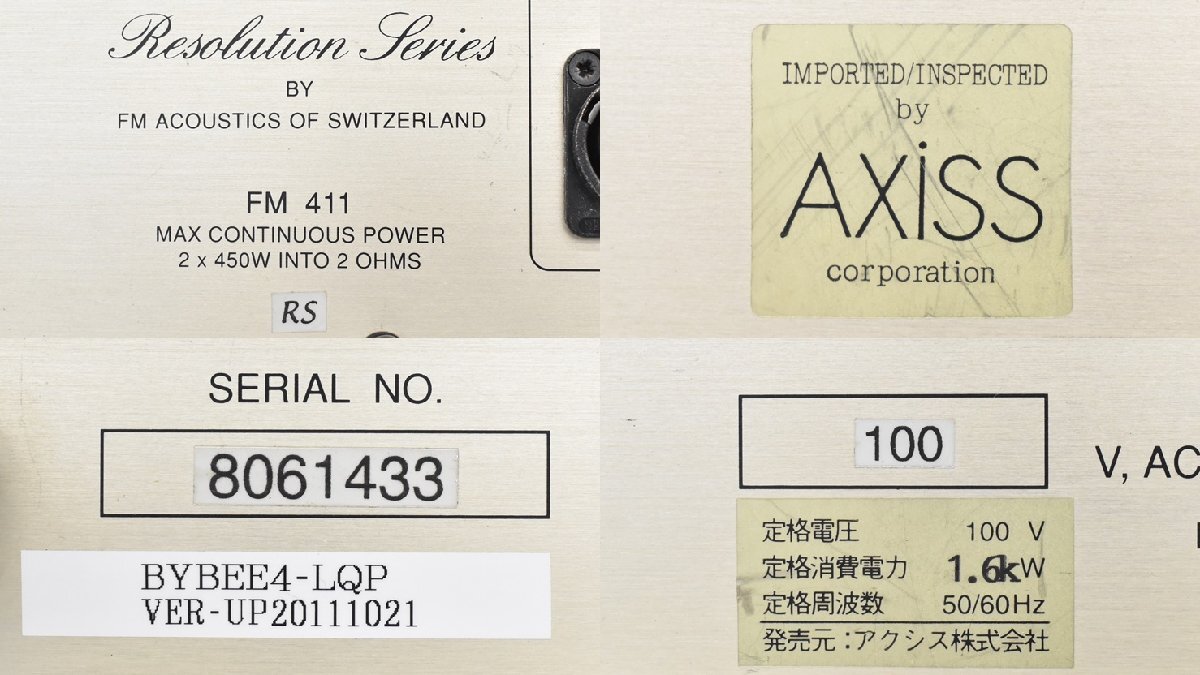 Resolution Series
BY
FM ACOUSTICS OF SWITZERLAND
FM 411
MAX CONTINUOUS POWER
2 x 450W INTO 2 OHMS
RS
IMPORTED/INSPECTED
by
AXiSS
corporation
SERIAL NO.
8061433
BYBEE4-LQP
VER-UP20111021
100
V, AC
定格電圧 100 V
定格消費電力 1.6kW
定格周波数 50/60Hz
発売元:アクシス株式会社